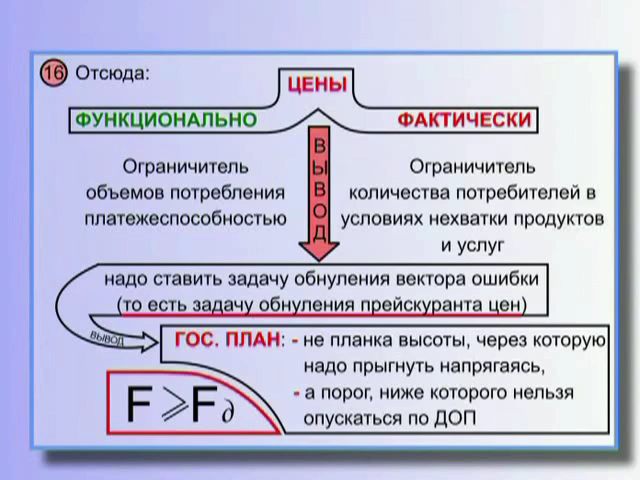 16 Отсюда:
ЦЕНЫ
ФУНКЦИОНАЛЬНО
ФАКТИЧЕСКИ
Ограничитель
объемов потребления
платежеспособностью
ВЫВОД
Ограничитель
количества потребителей в
условиях нехватки продуктов
и услуг
надо ставить задачу обнуления вектора ошибки
(то есть задачу обнуления прейскуранта цен)
ВЫВОД
ГОС. ПЛАН: - не планка высоты, через которую
надо прыгнуть напрягаясь,
- а порог, ниже которого нельзя
опускаться по ДОП
F ⩾ Fд